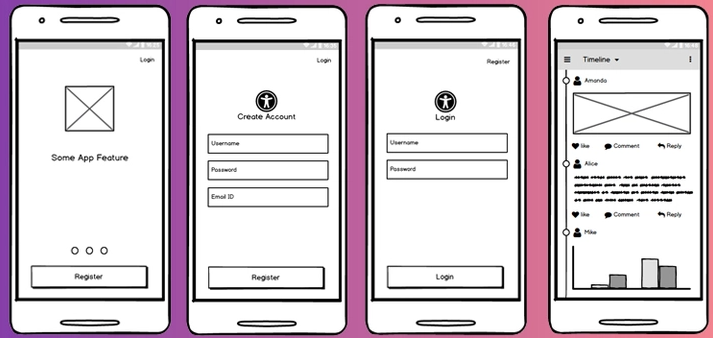 Login
Some App Feature
Register
Login
Create Account
Username
Password
Email ID
Register
Register
Login
Username
Password
Login
Timeline
Amanda
like Comment Reply
Alice
like Comment Reply
Mike